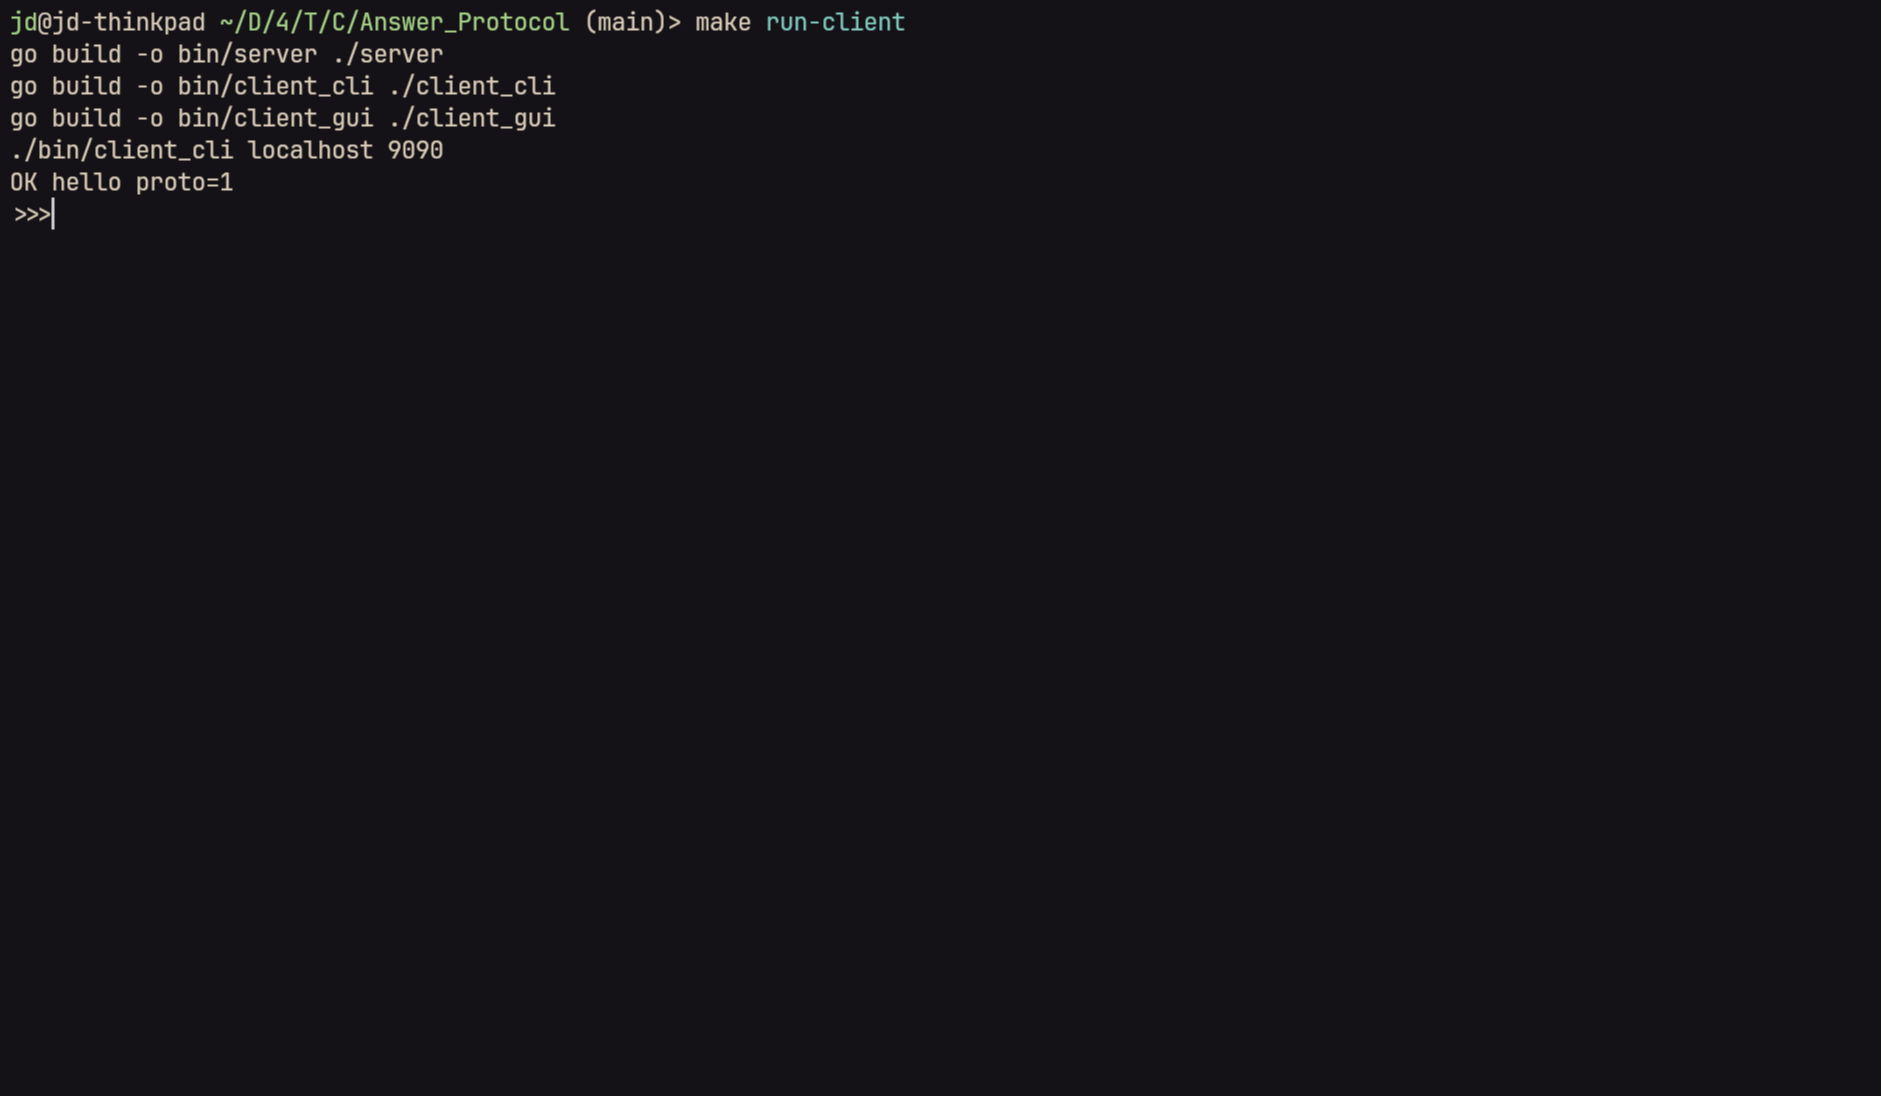 jd@jd-thinkpad ~/D/4/T/C/Answer_Protocol (main)> make run-client
go build -o bin/server ./server
go build -o bin/client_cli ./client_cli
go build -o bin/client_gui ./client_gui
./bin/client_cli localhost 9090
OK hello proto=1
>>>